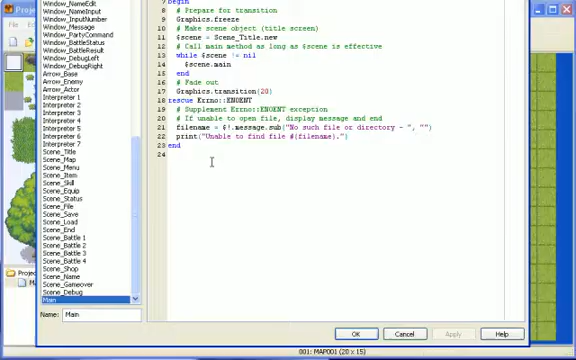 File
Window_NameEdit
Window_NameInput
Window_InputNumber
Window_Message
Window_PartyCommand
Window_BattleStatus
Window_BattleResult
Window_DebugLeft
Window_DebugRight
Arrow_Base
Arrow_Enemy
Arrow_Actor
Interpreter 1
Interpreter 2
Interpreter 3
Interpreter 4
Interpreter 5
Interpreter 6
Interpreter 7
Scene_Title
Scene_Map
Scene_Menu
Scene_Item
Scene_Skill
Scene_Equip
Scene_Status
Scene_File
Scene_Save
Scene_Load
Scene_End
Scene_Battle 1
Scene_Battle 2
Scene_Battle 3
Scene_Battle 4
Scene_Shop
Scene_Name
Scene_Gameover
Scene_Debug
Main
Name: Main
7 begin
8 # Prepare for transition
9 Graphics.freeze
10 # Make scene object (title screen)
11 $scene = Scene_Title.new
12 # Call main method as long as $scene is effective
13 while $scene != nil
14 $scene.main
15 end
16 # Fade out
17 Graphics.transition(20)
18 rescue Errno::ENOENT
19 # Supplement Errno::ENOENT exception
20 # If unable to open file, display message and end
21 filename = $!.message.sub("No such file or directory - ", "")
22 print("Unable to find file #{filename}.")
23 end
24
OK Cancel Apply Help
Projec
001: MAP001 (20 x 15)